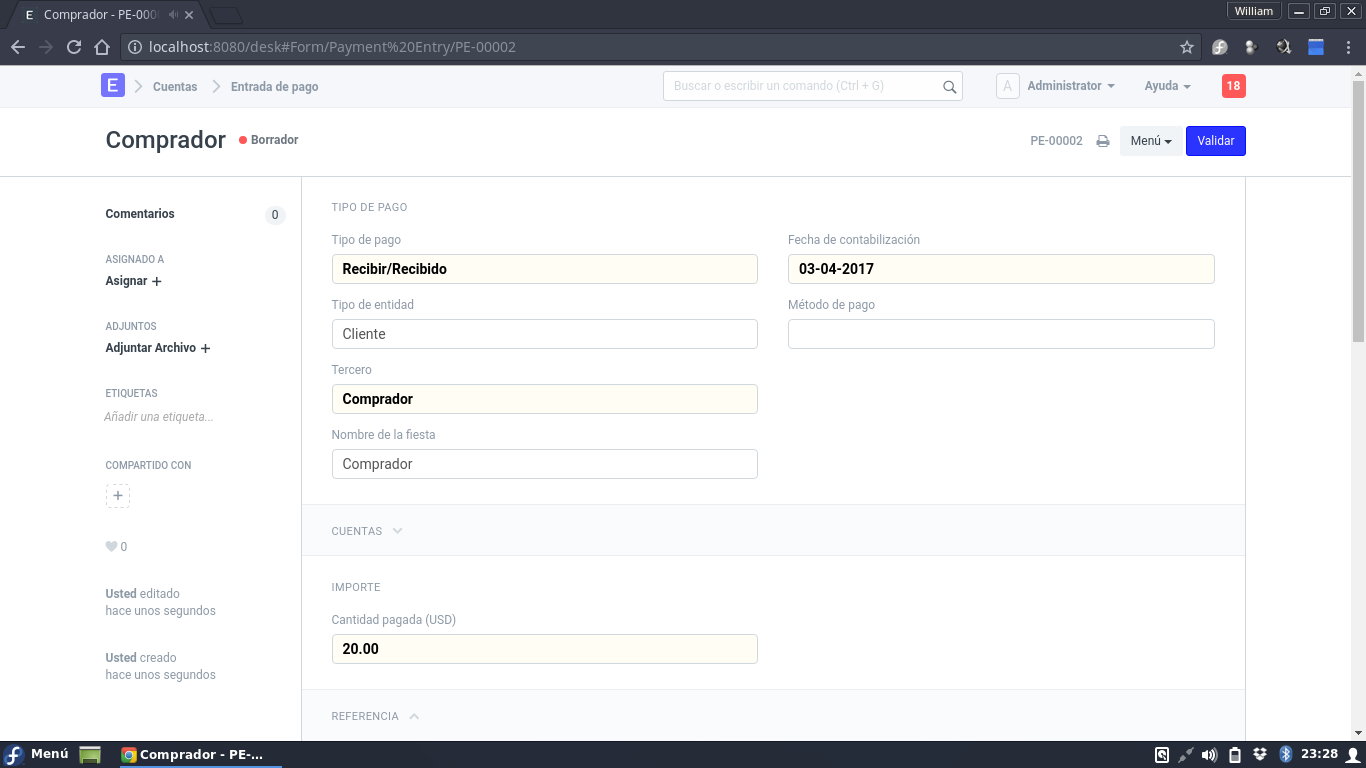 Comprador - PE-000
William
localhost:8080/desk#Form/Payment%20Entry/PE-00002
E Cuentas Entrada de pago
Buscar o escribir un comando (Ctrl + G)
A Administrator Ayuda 18
Comprador Borrador
PE-00002 Menú Validar
Comentarios 0
ASIGNADO A
Asignar +
ADJUNTOS
Adjuntar Archivo +
ETIQUETAS
Añadir una etiqueta...
COMPARTIDO CON
+
0
Usted editado
hace unos segundos
Usted creado
hace unos segundos
TIPO DE PAGO
Tipo de pago
Recibir/Recibido
Fecha de contabilización
03-04-2017
Tipo de entidad
Cliente
Método de pago
Tercero
Comprador
Nombre de la fiesta
Comprador
CUENTAS
IMPORTE
Cantidad pagada (USD)
20.00
REFERENCIA
Menú Comprador - PE-... 23:28